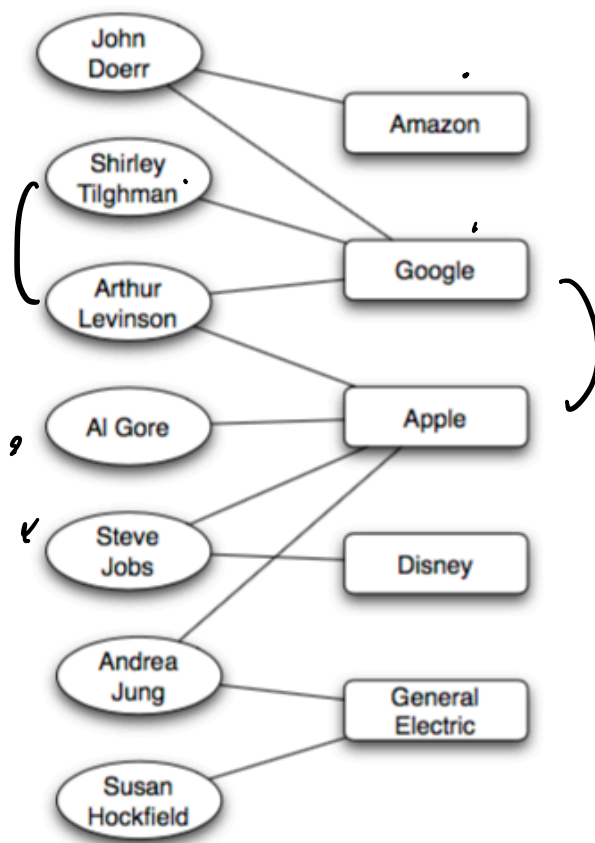 John
Doerr
Amazon
Shirley
Tilghman
Google
Arthur
Levinson
Apple
Al Gore
Steve
Jobs
Disney
Andrea
Jung
General
Electric
Susan
Hockfield